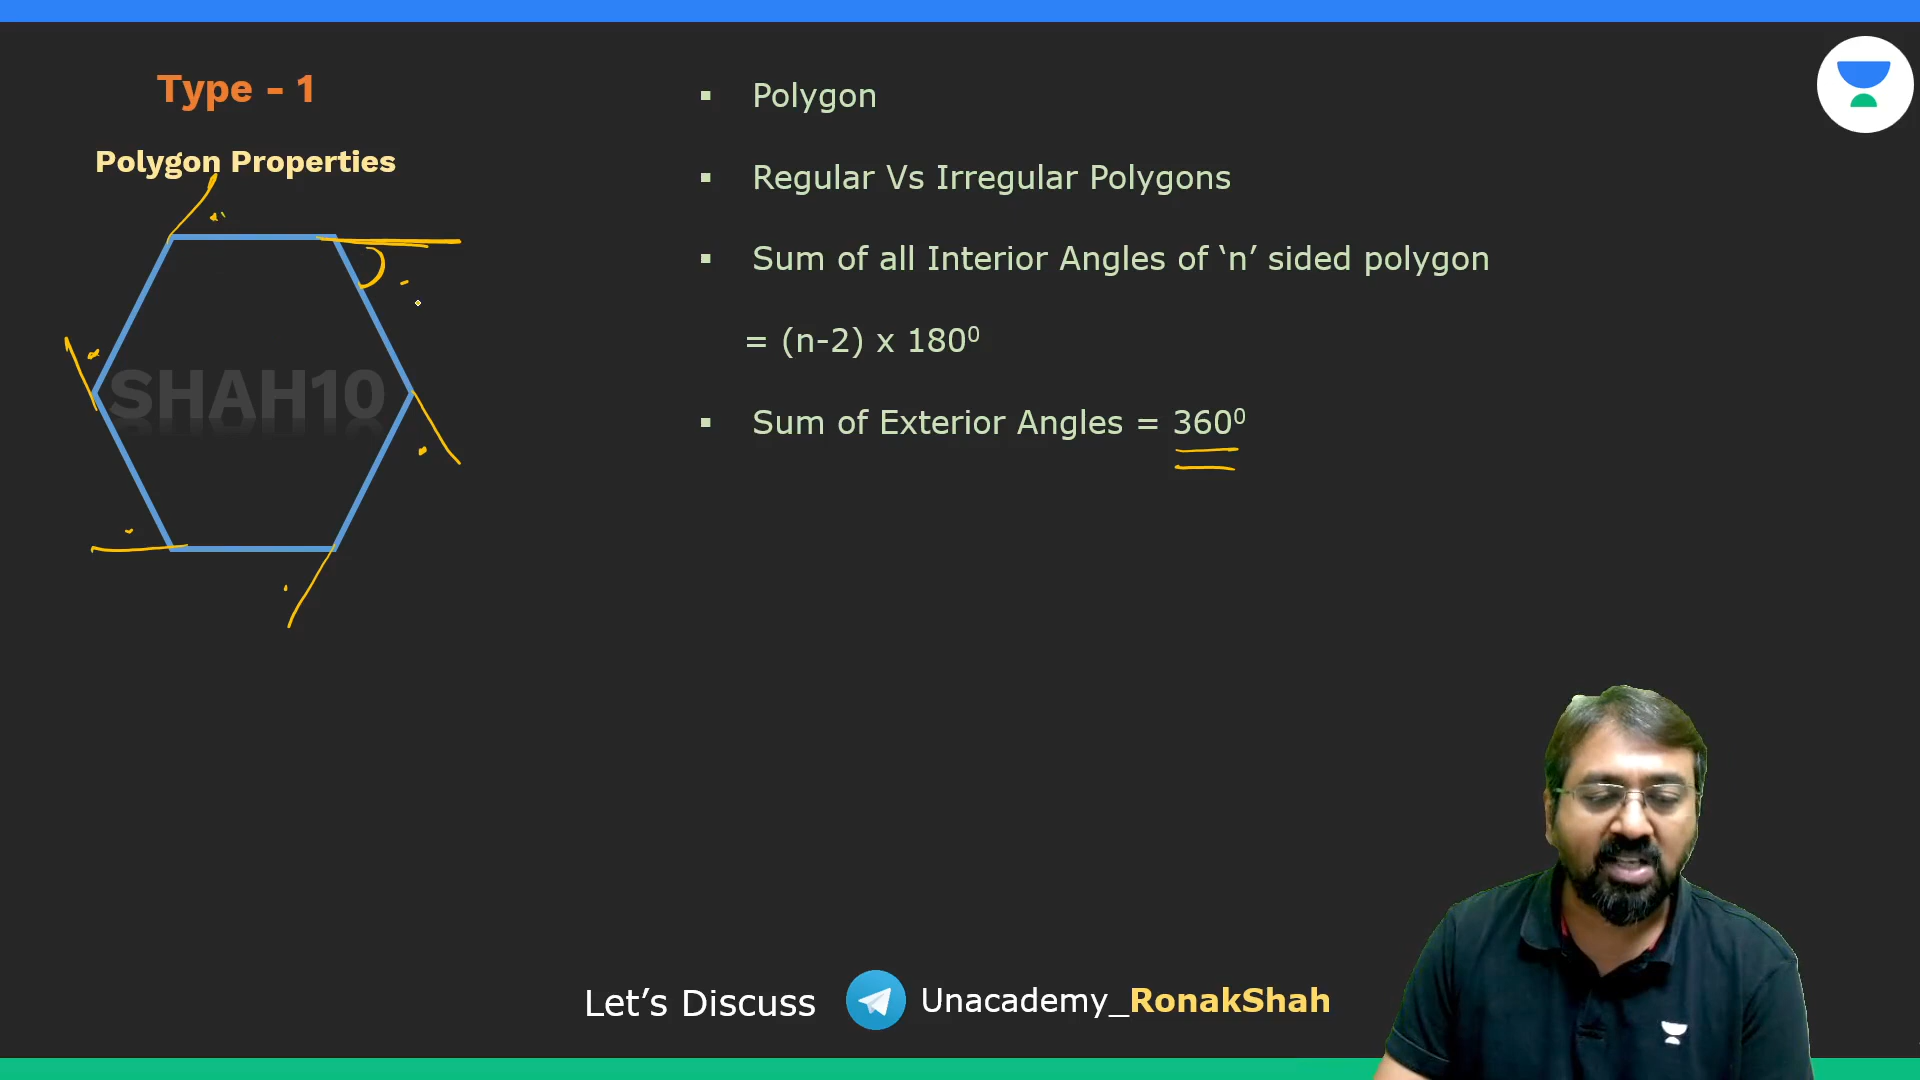 Type - 1
Polygon Properties
SHAH10
▪ Polygon
▪ Regular Vs Irregular Polygons
▪ Sum of all Interior Angles of ‘n’ sided polygon
= (n-2) x 180⁰
▪ Sum of Exterior Angles = 360⁰
Let’s Discuss Unacademy_RonakShah